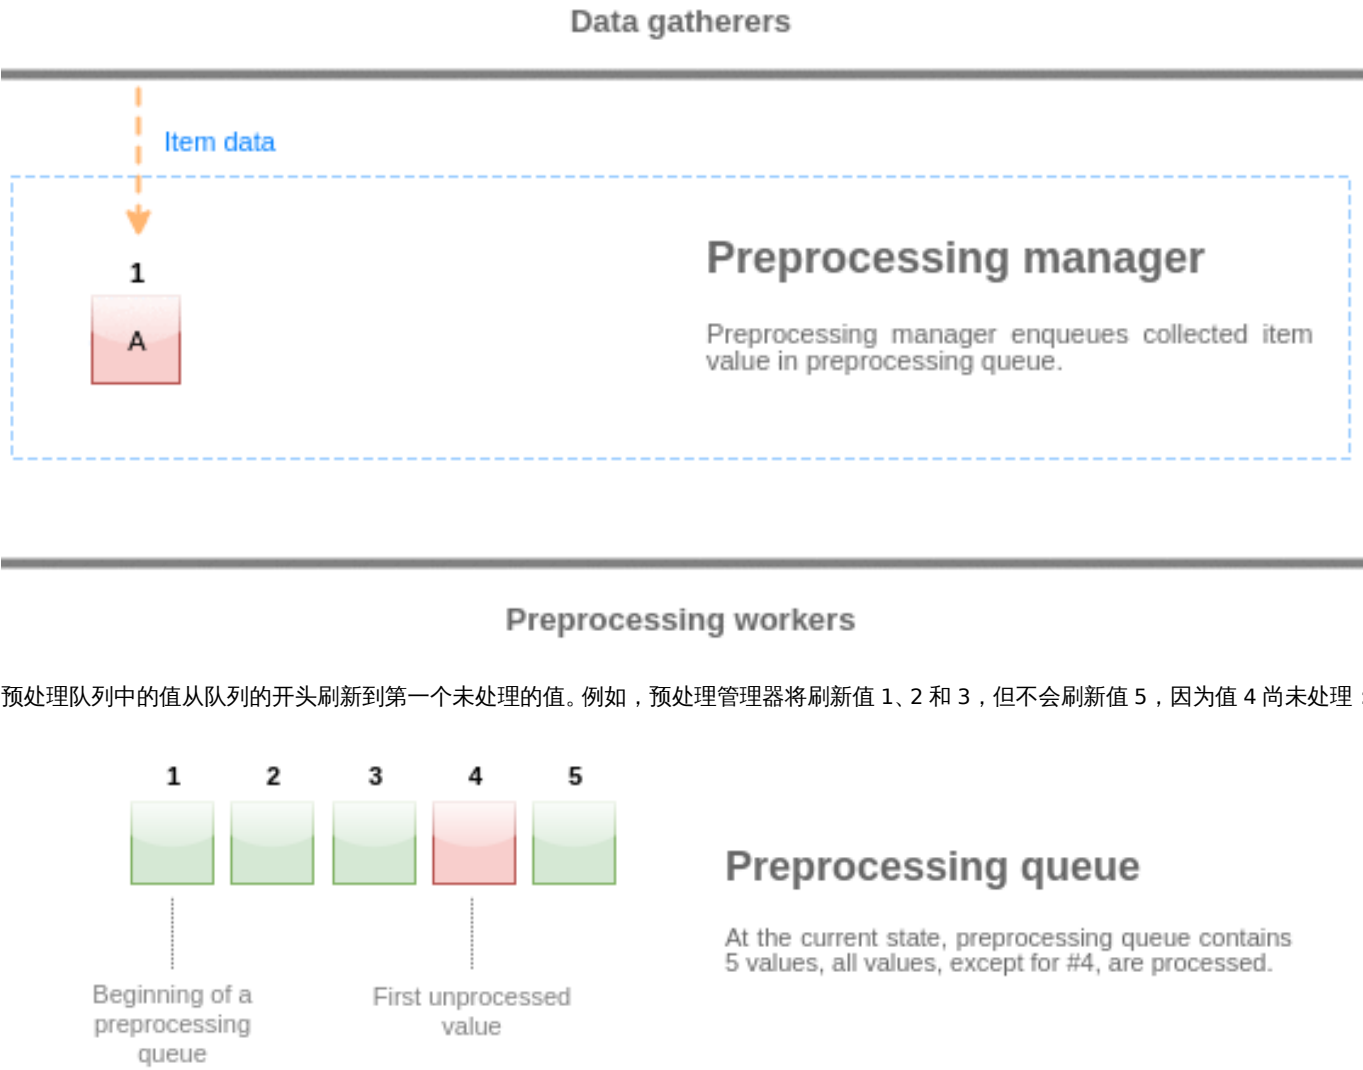 Data gatherers
Item data
1
A
Preprocessing manager
Preprocessing manager enqueues collected item
value in preprocessing queue.
Preprocessing workers
预处理队列中的值从队列的开头刷新到第一个未处理的值。例如，预处理管理器将刷新值 1、2 和 3，但不会刷新值 5，因为值 4 尚未处理：
1 2 3 4 5
Preprocessing queue
At the current state, preprocessing queue contains
5 values, all values, except for #4, are processed.
Beginning of a
preprocessing
queue
First unprocessed
value